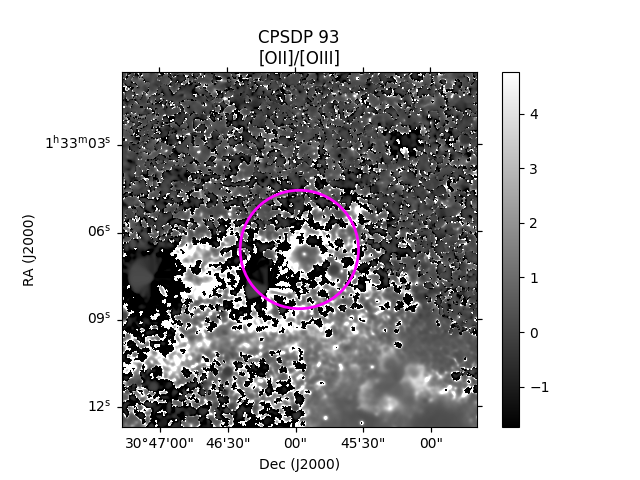 CPSDP 93
[OII]/[OIII]
1ʰ33ᵐ03ˢ
06ˢ
09ˢ
12ˢ
RA (J2000)
30°47'00" 46'30" 00" 45'30" 00"
Dec (J2000)
4
3
2
1
0
−1